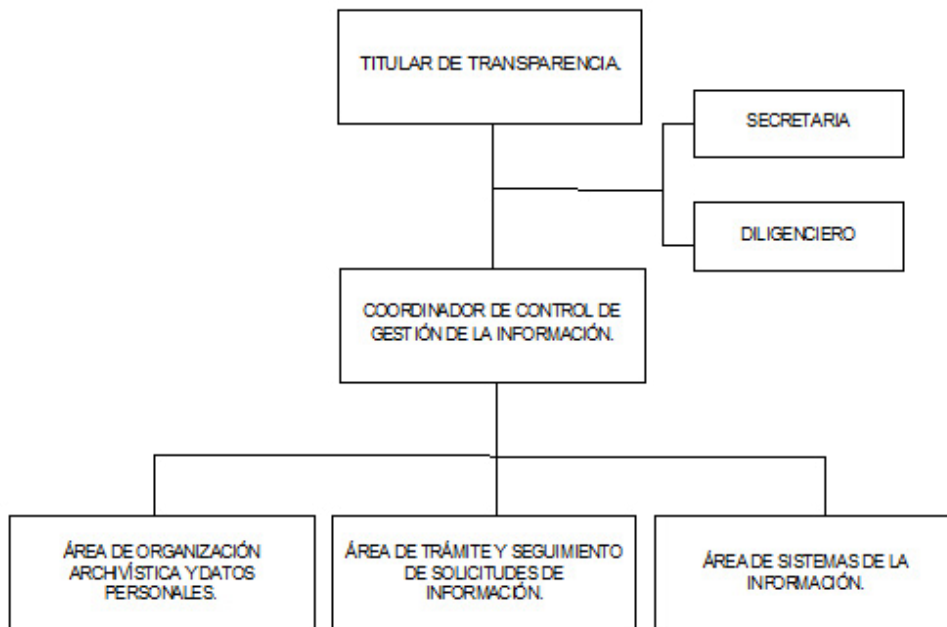 TITULAR DE TRANSPARENCIA.
SECRETARIA
DILIGENCIERO
COORDINADOR DE CONTROL DE
GESTIÓN DE LA INFORMACIÓN.
ÁREA DE ORGANIZACIÓN
ARCHIVÍSTICA Y DATOS
PERSONALES.
ÁREA DE TRÁMITE Y SEGUIMIENTO
DE SOLICITUDES DE
INFORMACIÓN.
ÁREA DE SISTEMAS DE LA
INFORMACIÓN.